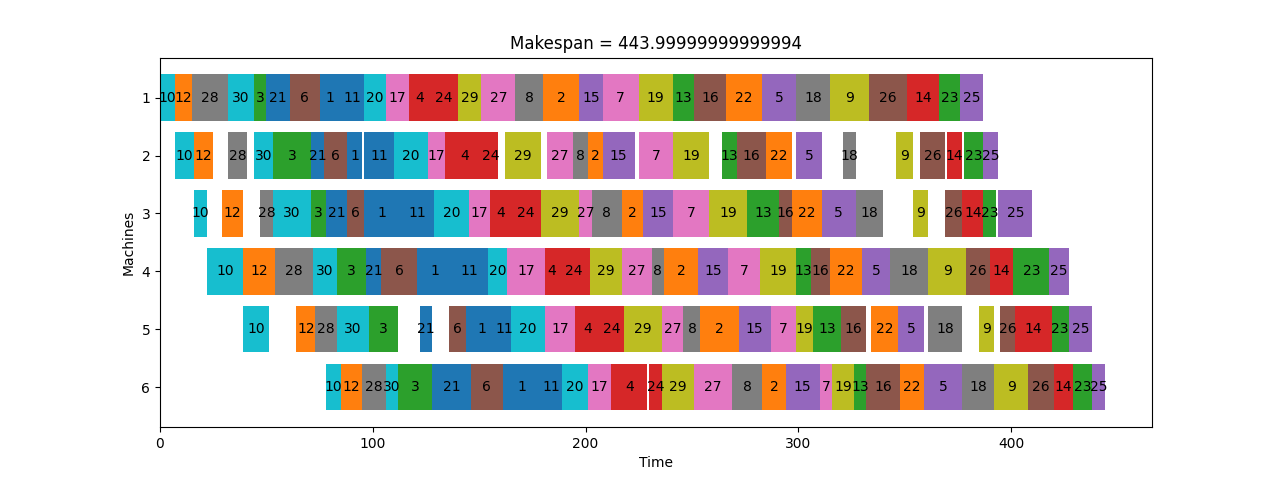 Makespan = 443.99999999999994
1 10 12 28 30 3 21 6 1 11 20 17 4 24 29 27 8 2 15 7 19 13 16 22 5 18 9 26 14 23 25
2 10 12 28 30 3 21 6 1 11 20 17 4 24 29 27 8 2 15 7 19 13 16 22 5 18 9 26 14 23 25
3 10 12 28 30 3 21 6 1 11 20 17 4 24 29 27 8 2 15 7 19 13 16 22 5 18 9 26 14 23 25
4 10 12 28 30 3 21 6 1 11 20 17 4 24 29 27 8 2 15 7 19 13 16 22 5 18 9 26 14 23 25
5 10 12 28 30 3 21 6 1 11 20 17 4 24 29 27 8 2 15 7 19 13 16 22 5 18 9 26 14 23 25
6 10 12 28 30 3 21 6 1 11 20 17 4 24 29 27 8 2 15 7 19 13 16 22 5 18 9 26 14 23 25
Machines
0 100 200 300 400
Time